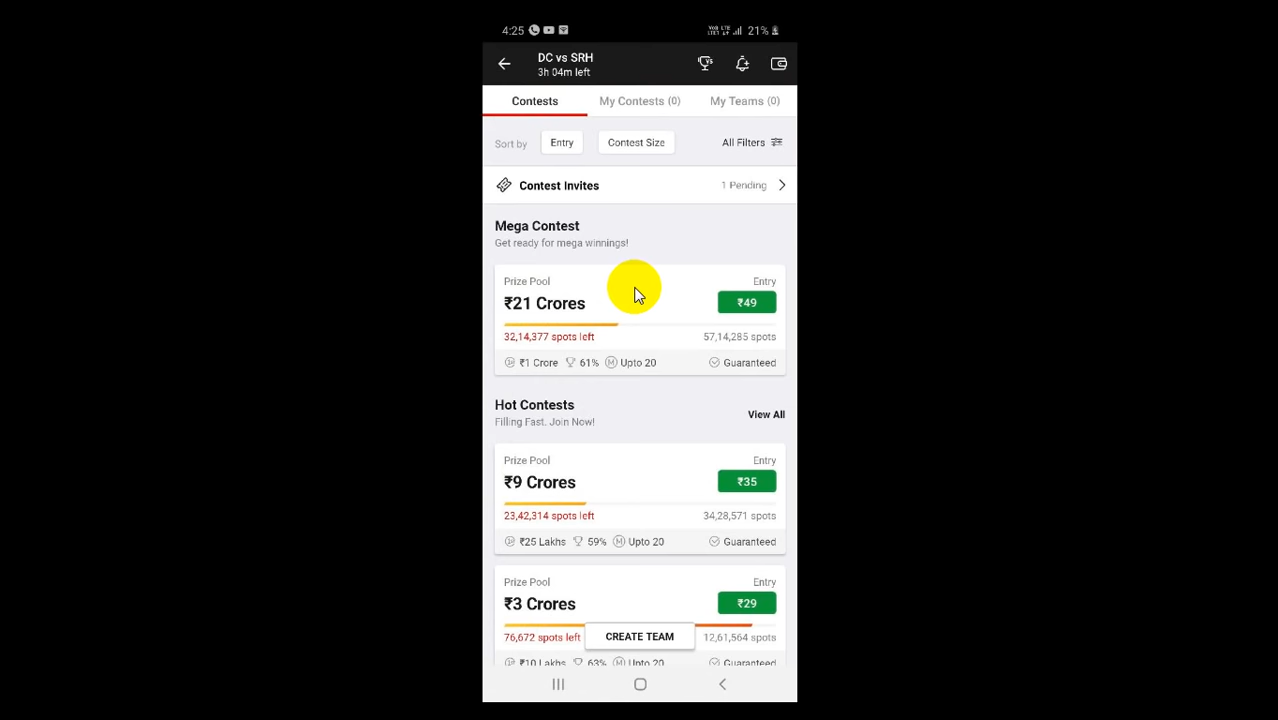 4:25 21%
DC vs SRH
3h 04m left
Contests My Contests (0) My Teams (0)
Sort by Entry Contest Size All Filters
Contest Invites 1 Pending
Mega Contest
Get ready for mega winnings!
Prize Pool Entry
₹21 Crores ₹49
32,14,377 spots left 57,14,285 spots
₹1 Crore 61% M Upto 20 Guaranteed
Hot Contests View All
Filling Fast. Join Now!
Prize Pool Entry
₹9 Crores ₹35
23,42,314 spots left 34,28,571 spots
₹25 Lakhs 59% M Upto 20 Guaranteed
Prize Pool Entry
₹3 Crores ₹29
76,672 spots left CREATE TEAM 12,61,564 spots
₹10 Lakhs 63% M Upto 20 Guaranteed